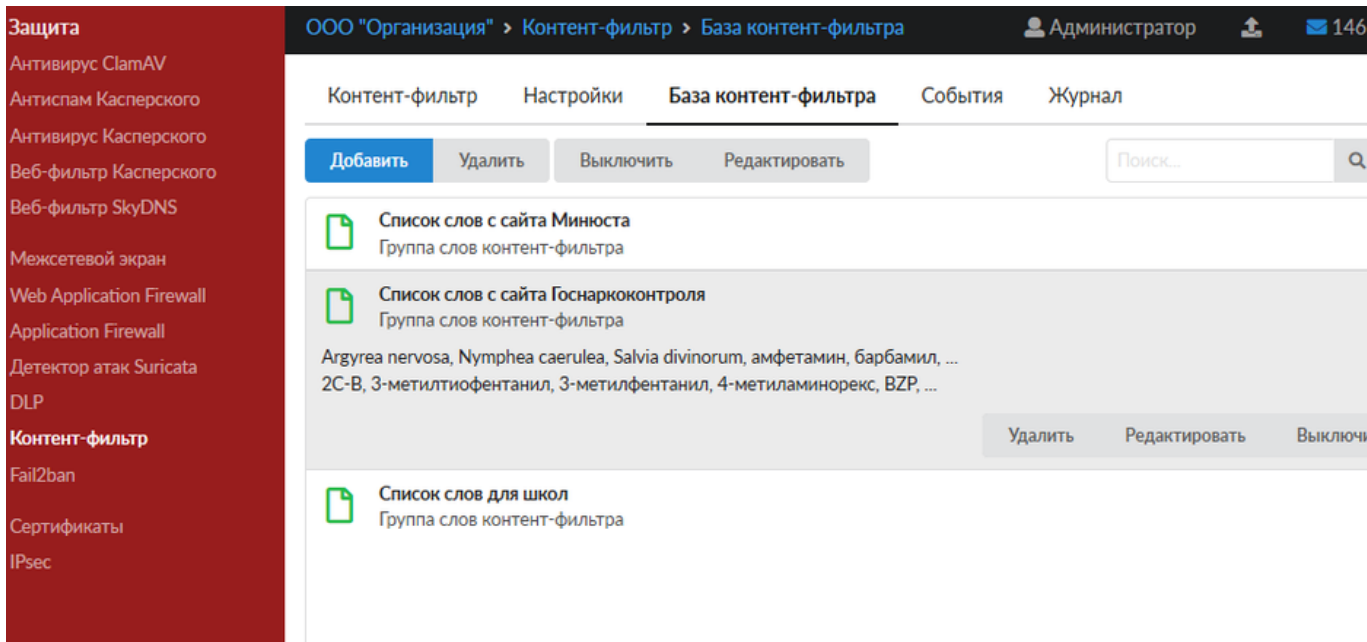 Защита
Антивирус ClamAV
Антиспам Касперского
Антивирус Касперского
Веб-фильтр Касперского
Веб-фильтр SkyDNS
Межсетевой экран
Web Application Firewall
Application Firewall
Детектор атак Suricata
DLP
Контент-фильтр
Fail2ban
Сертификаты
IPsec
ООО "Организация" > Контент-фильтр > База контент-фильтра Администратор 146
Контент-фильтр Настройки База контент-фильтра События Журнал
Добавить Удалить Выключить Редактировать Поиск...
Список слов с сайта Минюста
Группа слов контент-фильтра
Список слов с сайта Госнаркоконтроля
Группа слов контент-фильтра
Argyrea nervosa, Nymphea caerulea, Salvia divinorum, амфетамин, барбамил, ...
2C-B, 3-метилтиофентанил, 3-метилфентанил, 4-метиламинорекс, BZP, ...
Удалить Редактировать Выключи
Список слов для школ
Группа слов контент-фильтра